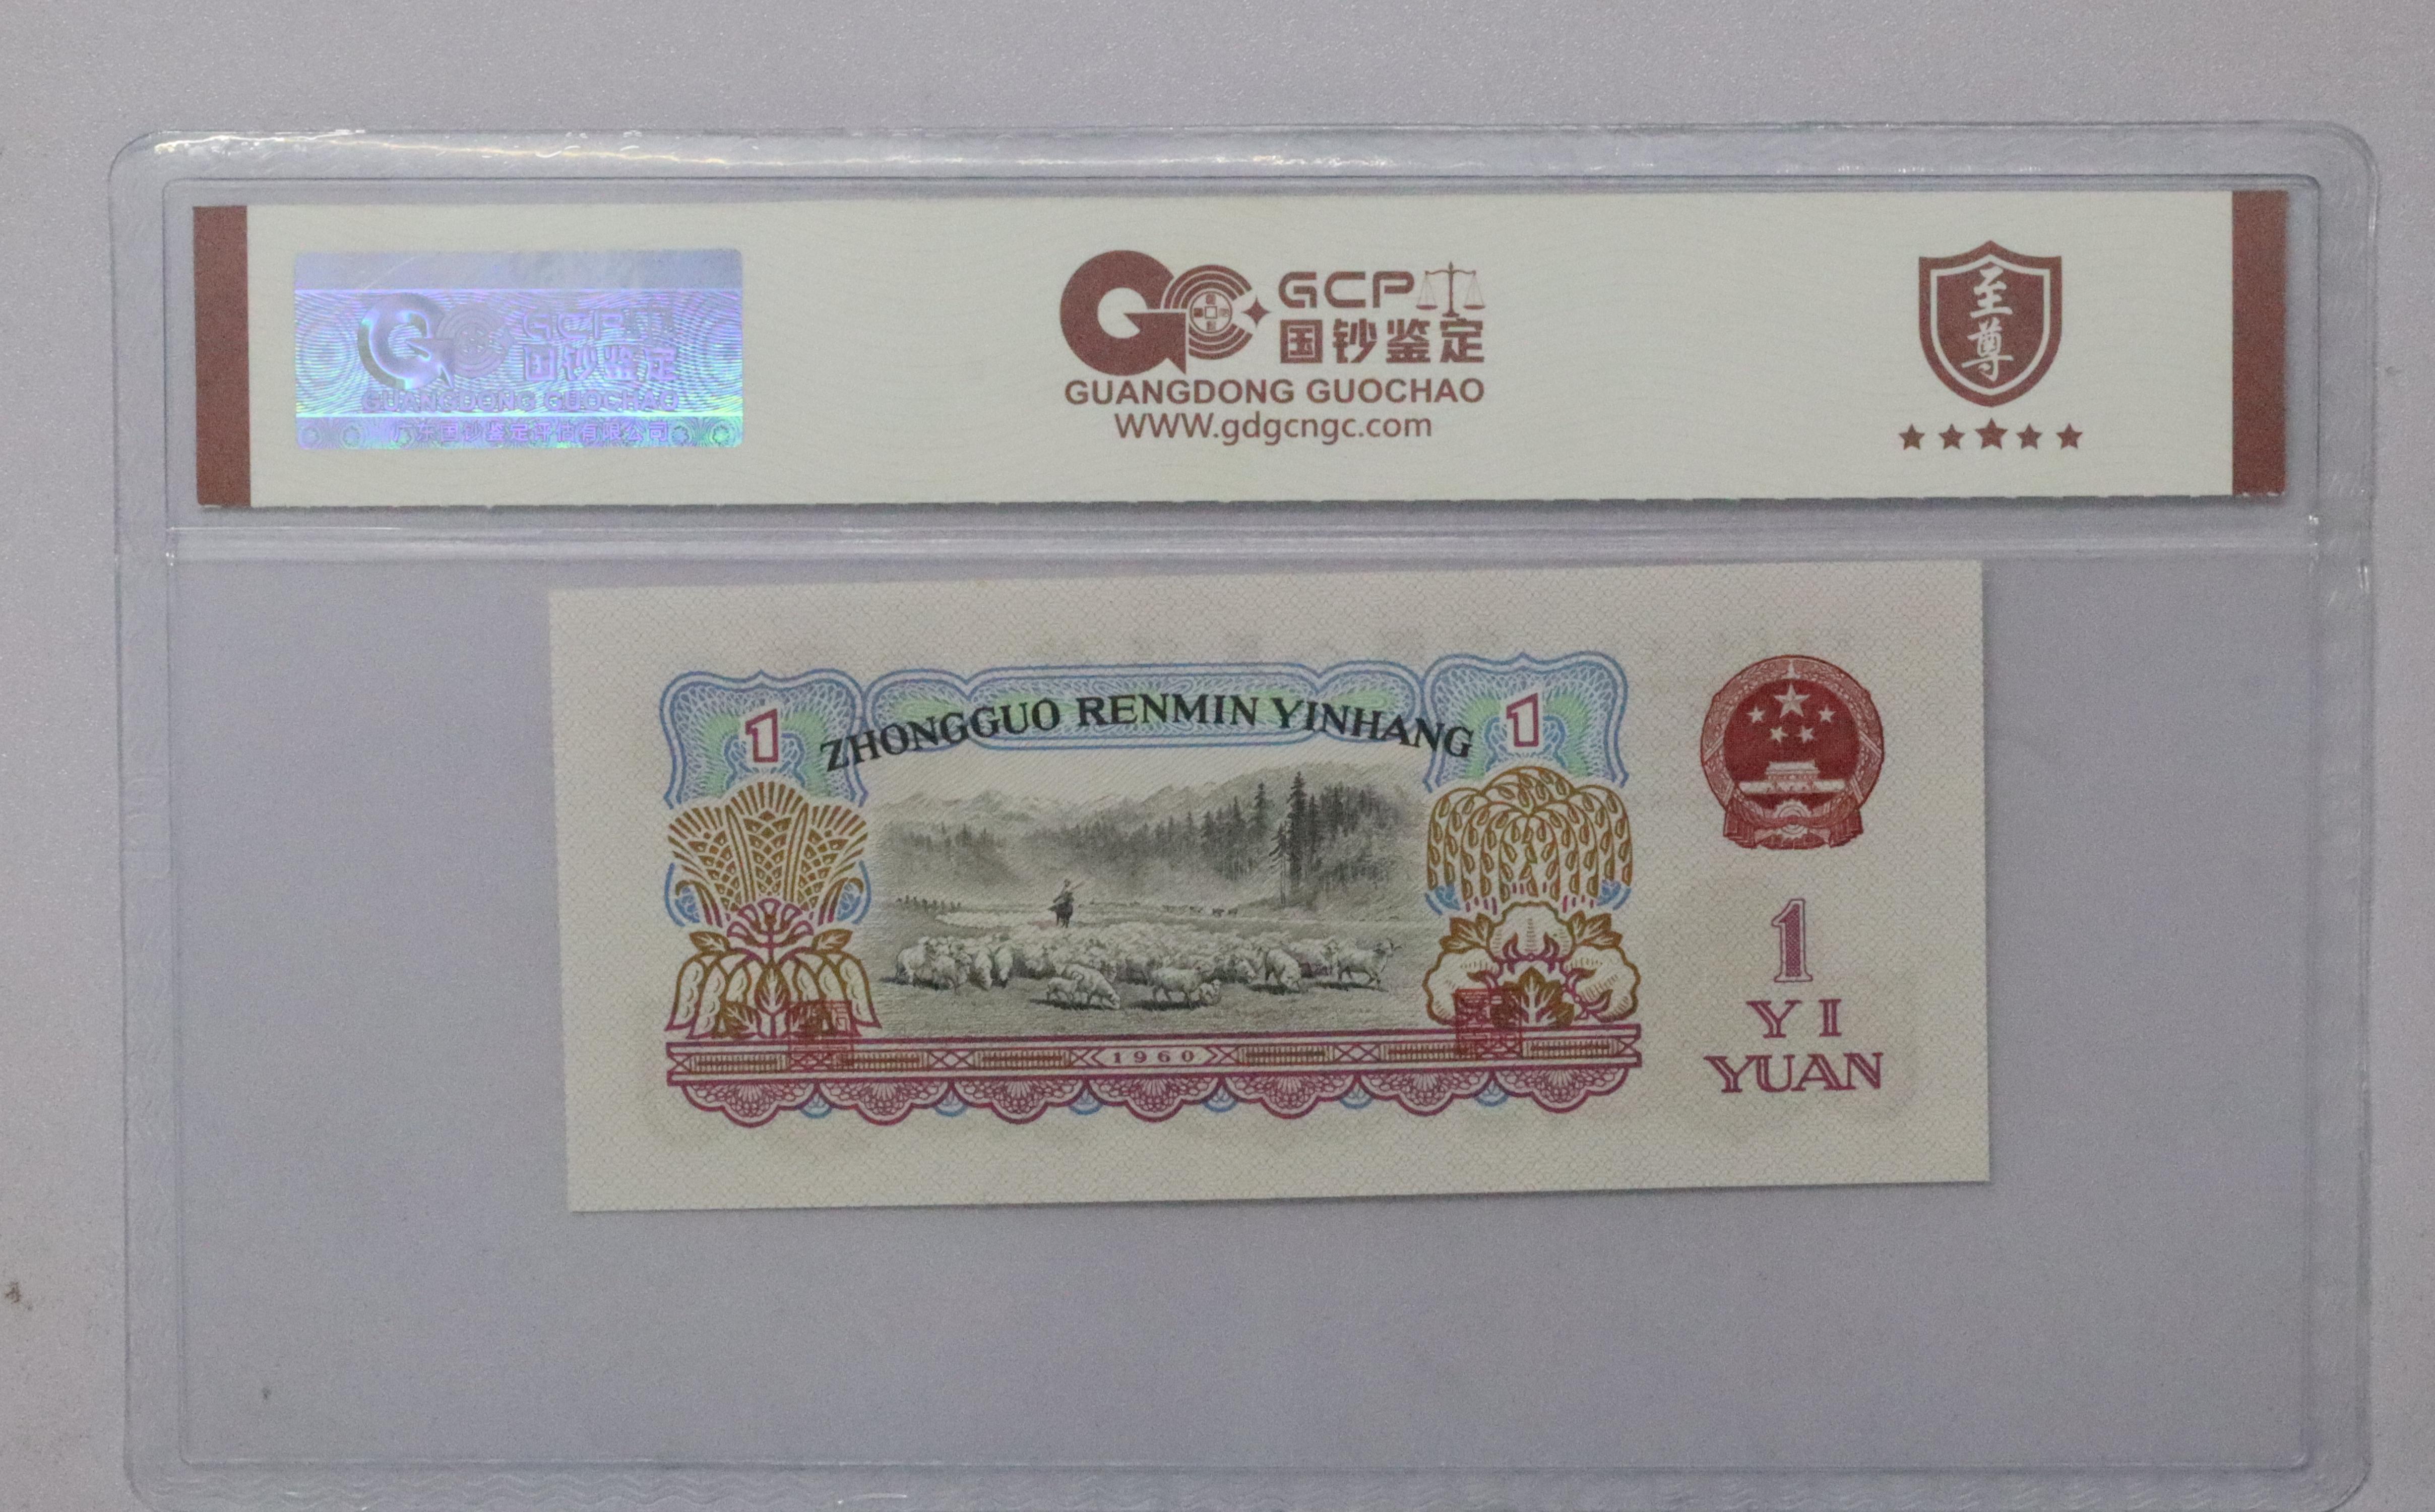 GCP
国钞鉴定
GUANGDONG GUOCHAO
广东国钞鉴定评估有限公司
GCP
国钞鉴定
GUANGDONG GUOCHAO
WWW.gdgcngc.com
至尊
1
ZHONGGUO RENMIN YINHANG
1
1960
1
YI
YUAN